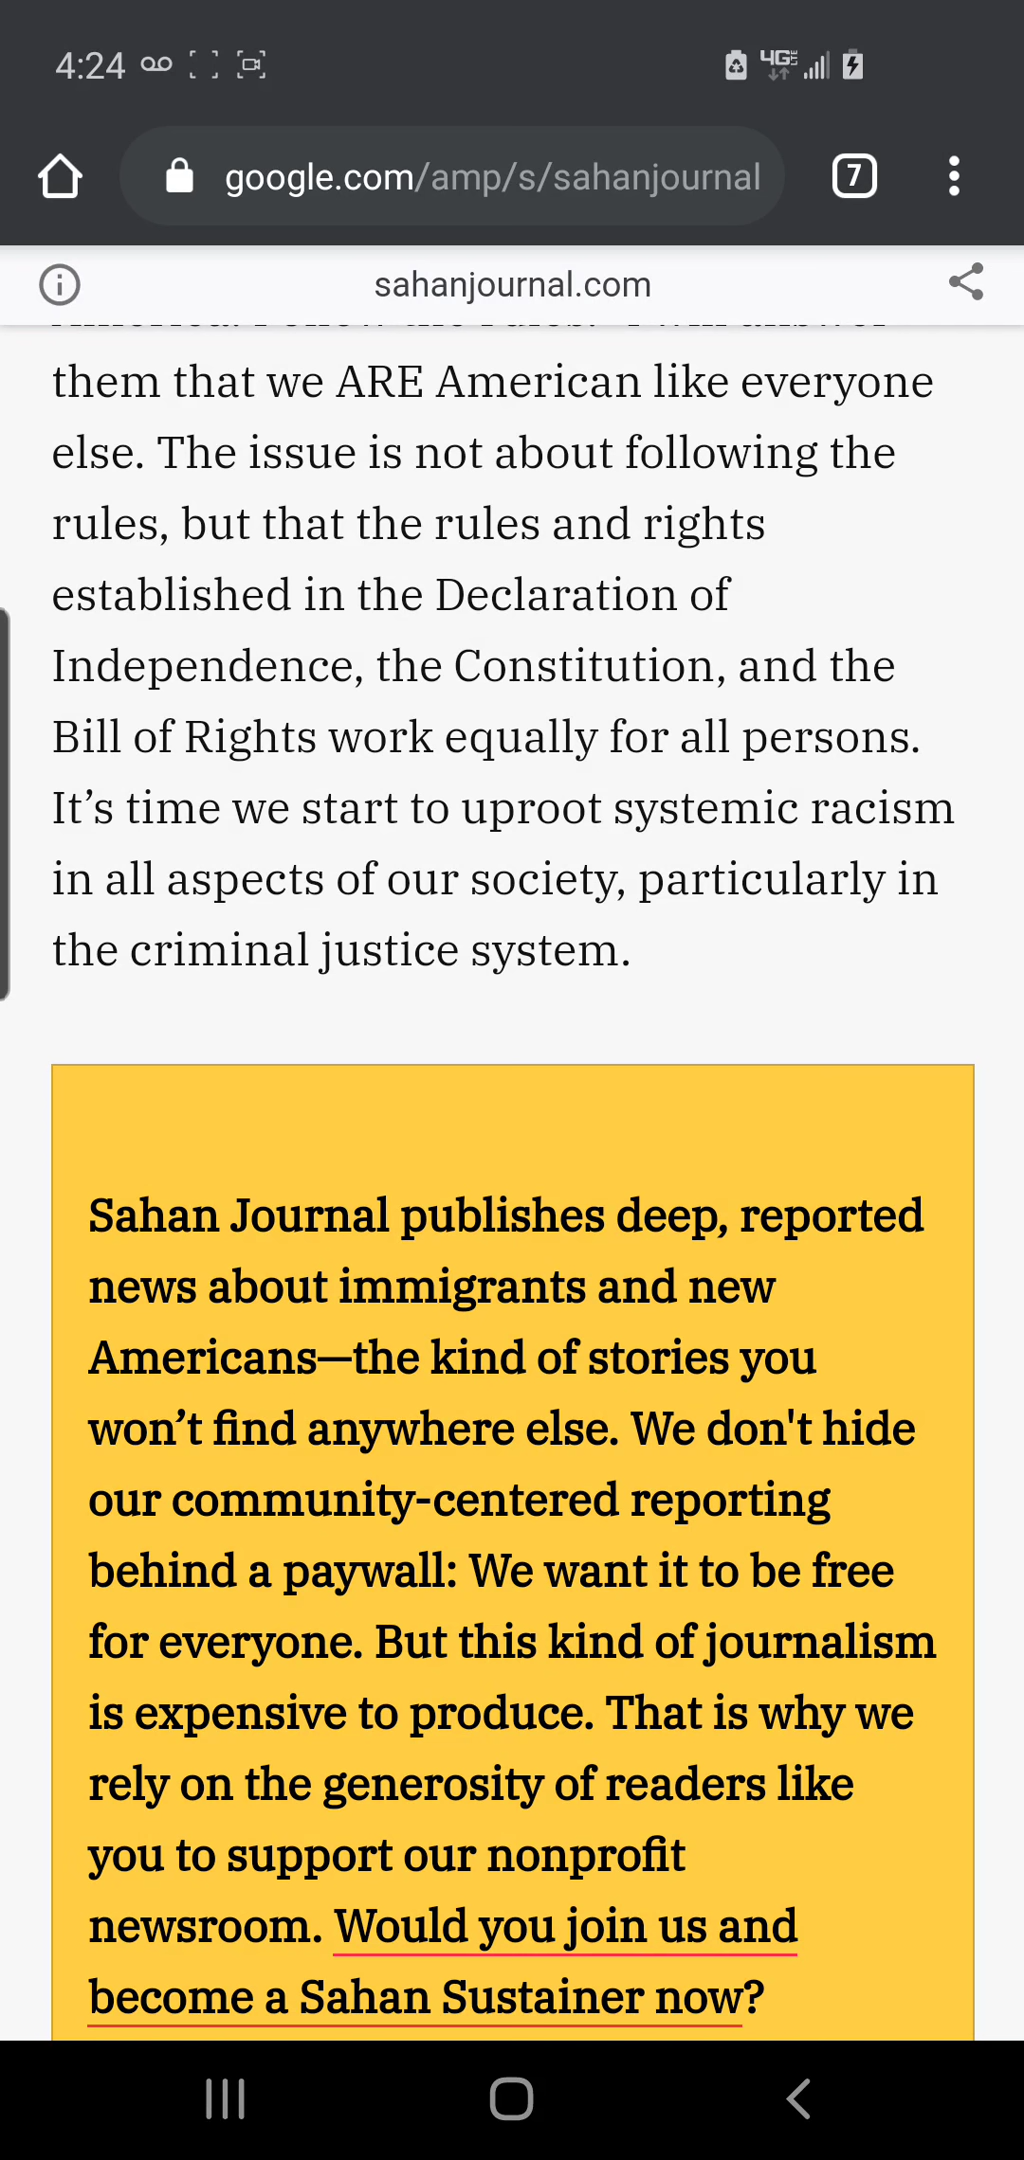 4:24
4G LTE
google.com/amp/s/sahanjournal
7
sahanjournal.com
them that we ARE American like everyone
else. The issue is not about following the
rules, but that the rules and rights
established in the Declaration of
Independence, the Constitution, and the
Bill of Rights work equally for all persons.
It’s time we start to uproot systemic racism
in all aspects of our society, particularly in
the criminal justice system.
Sahan Journal publishes deep, reported
news about immigrants and new
Americans—the kind of stories you
won’t find anywhere else. We don't hide
our community-centered reporting
behind a paywall: We want it to be free
for everyone. But this kind of journalism
is expensive to produce. That is why we
rely on the generosity of readers like
you to support our nonprofit
newsroom. Would you join us and
become a Sahan Sustainer now?